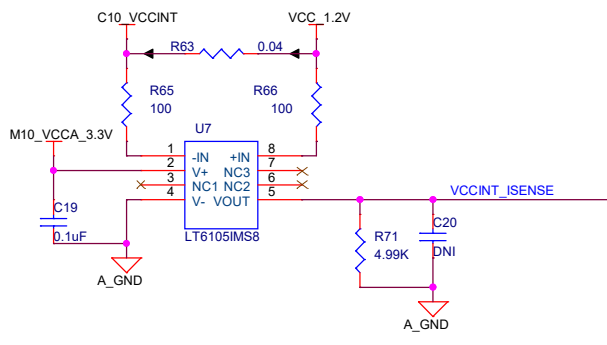 C10_VCCINT
VCC_1.2V
R63
0.04
R65
100
R66
100
U7
M10_VCCA_3.3V
1
-IN
+IN
8
2
V+
NC3
7
3
NC1
NC2
6
4
V-
VOUT
5
VCCINT_ISENSE
C19
0.1uF
LT6105IMS8
C20
DNI
R71
4.99K
A_GND
A_GND